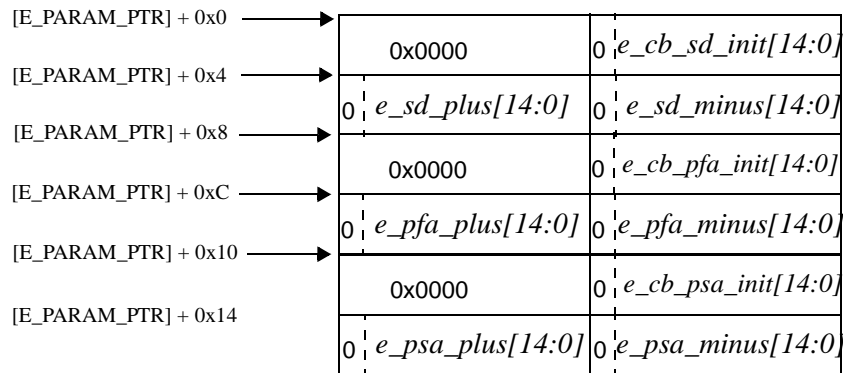 [E_PARAM_PTR] + 0x0
0x0000 0 e_cb_sd_init[14:0]
[E_PARAM_PTR] + 0x4
0 e_sd_plus[14:0] 0 e_sd_minus[14:0]
[E_PARAM_PTR] + 0x8
0x0000 0 e_cb_pfa_init[14:0]
[E_PARAM_PTR] + 0xC
0 e_pfa_plus[14:0] 0 e_pfa_minus[14:0]
[E_PARAM_PTR] + 0x10
0x0000 0 e_cb_psa_init[14:0]
[E_PARAM_PTR] + 0x14
0 e_psa_plus[14:0] 0 e_psa_minus[14:0]